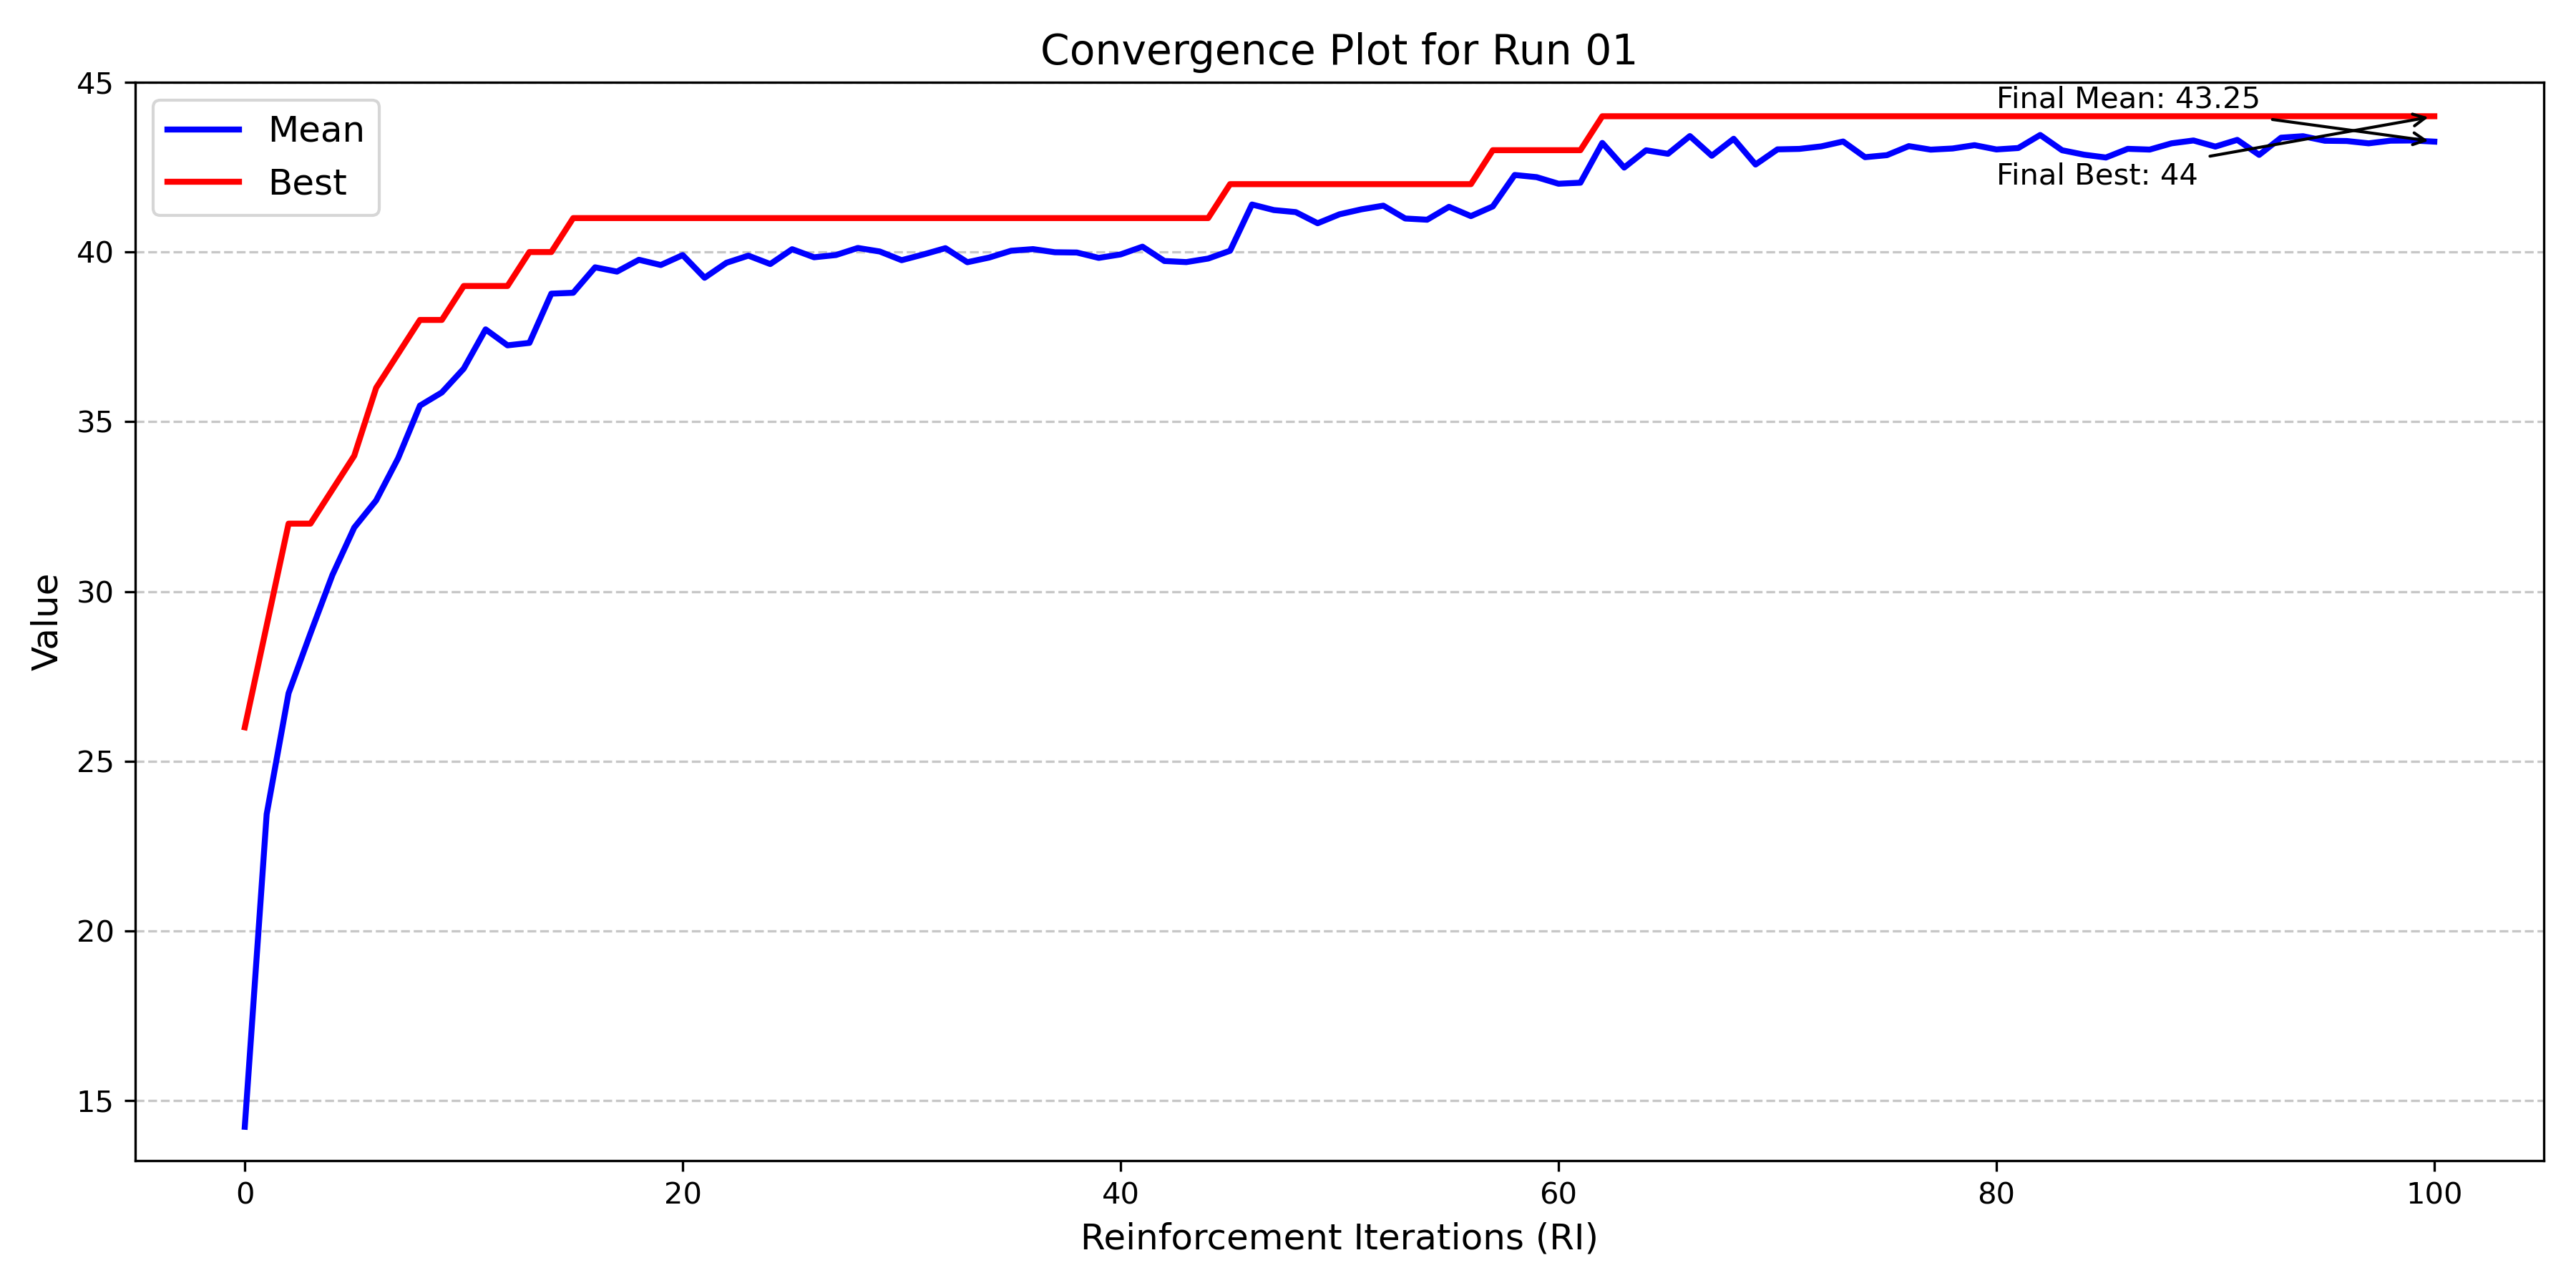 Convergence Plot for Run 01
45
40
35
30
25
20
15
Value
Mean
Best
Final Mean: 43.25
Final Best: 44
0
20
40
60
80
100
Reinforcement Iterations (RI)